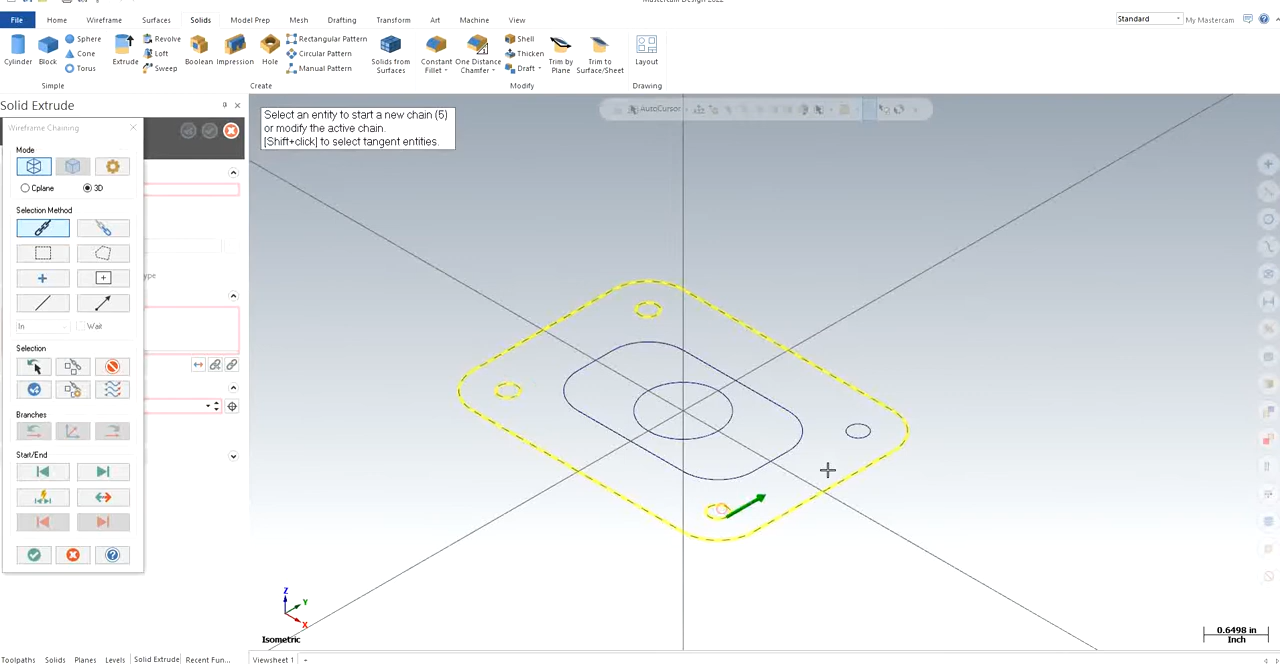 Mastercam Design 2022
File Home Wireframe Surfaces Solids Model Prep Mesh Drafting Transform Art Machine View Standard My Mastercam
Cylinder Block Sphere Cone Torus Extrude Revolve Loft Sweep Boolean Impression Hole Rectangular Pattern Circular Pattern Manual Pattern Solids from Surfaces Constant Fillet One Distance Chamfer Shell Thicken Draft Trim by Plane Trim to Surface/Sheet Layout
Simple Create Modify Drawing
Solid Extrude
Wireframe Chaining
Mode
Cplane 3D
Selection Method
In Wait
Selection
Branches
Start/End
ype
AutoCursor
Select an entity to start a new chain (5)
or modify the active chain.
[Shift+click] to select tangent entities.
Z
Y
X
Isometric
0.6498 in
Inch
Toolpaths Solids Planes Levels Solid Extrude Recent Fun... Viewsheet 1 +